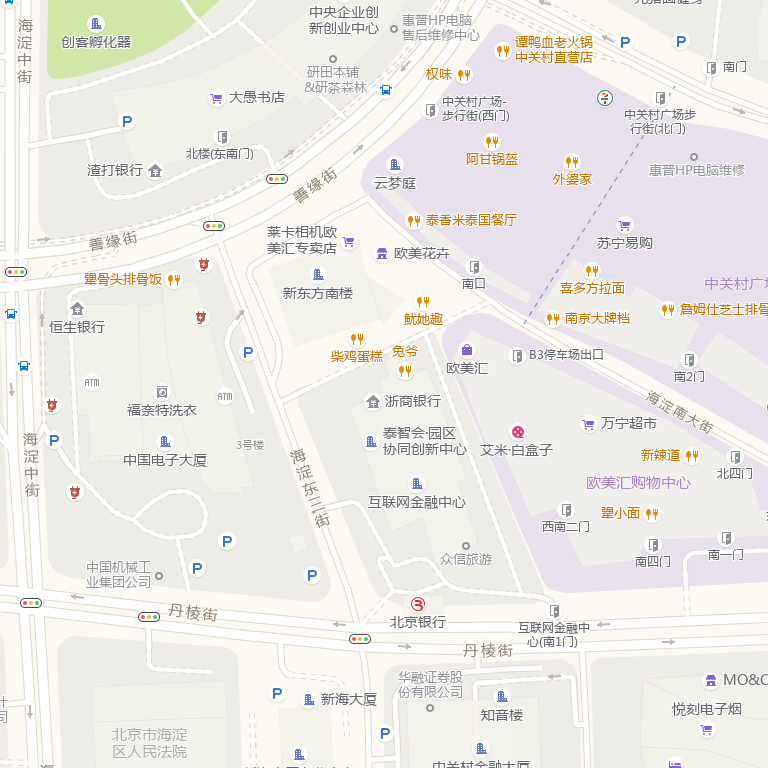 海淀中街
创客孵化器
中央企业创
新创业中心
惠普HP电脑
售后维修中心
谭鸭血老火锅
中关村直营店
权味
P
P
南门
研田本铺
&研茶森林
大愚书店
P
中关村广场-
步行街(西门)
中关村广场步
行街(北门)
北楼(东南门)
渣打银行
阿甘锅盔
外婆家
惠普HP电脑维修
云梦庭
善缘街
善缘街
泰香米泰国餐厅
莱卡相机欧
美汇专卖店
欧美花卉
苏宁易购
南口
新东方南楼
犟骨头排骨饭
喜多方拉面
中关村广场
鱿她趣
南京大牌档
詹姆仕芝士排骨
恒生银行
柴鸡蛋糕
兔爷
P
欧美汇
B3停车场出口
南2门
ATM
ATM
福奈特洗衣
浙商银行
海淀南大街
万宁超市
泰智会·园区
协同创新中心
艾米·白盒子
3号楼
中国电子大厦
P
海淀中街
海淀东三街
新辣道
北四门
欧美汇购物中心
互联网金融中心
犟小面
西南二门
P
众信旅游
南四门
南一门
中国机械工
业集团公司
P
P
丹棱街
北京银行
互联网金融中
心(南1门)
丹棱街
华融证券股
份有限公司
MO&C
P
新海大厦
知音楼
悦刻电子烟
北京市海淀
区人民法院
P
中关村金融大厦